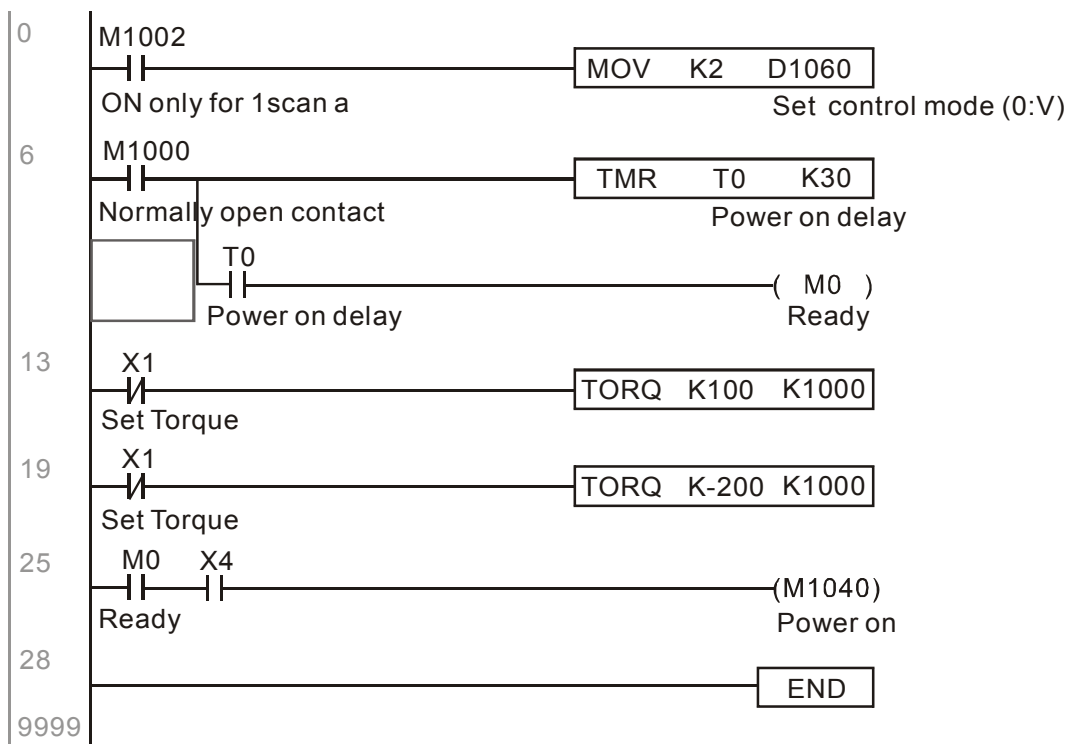 0
M1002
MOV K2 D1060
ON only for 1scan a
Set control mode (0:V)
6
M1000
TMR T0 K30
Normally open contact
Power on delay
T0
( M0 )
Power on delay
Ready
13
X1
TORQ K100 K1000
Set Torque
19
X1
TORQ K-200 K1000
Set Torque
25
M0 X4
(M1040)
Ready
Power on
28
END
9999